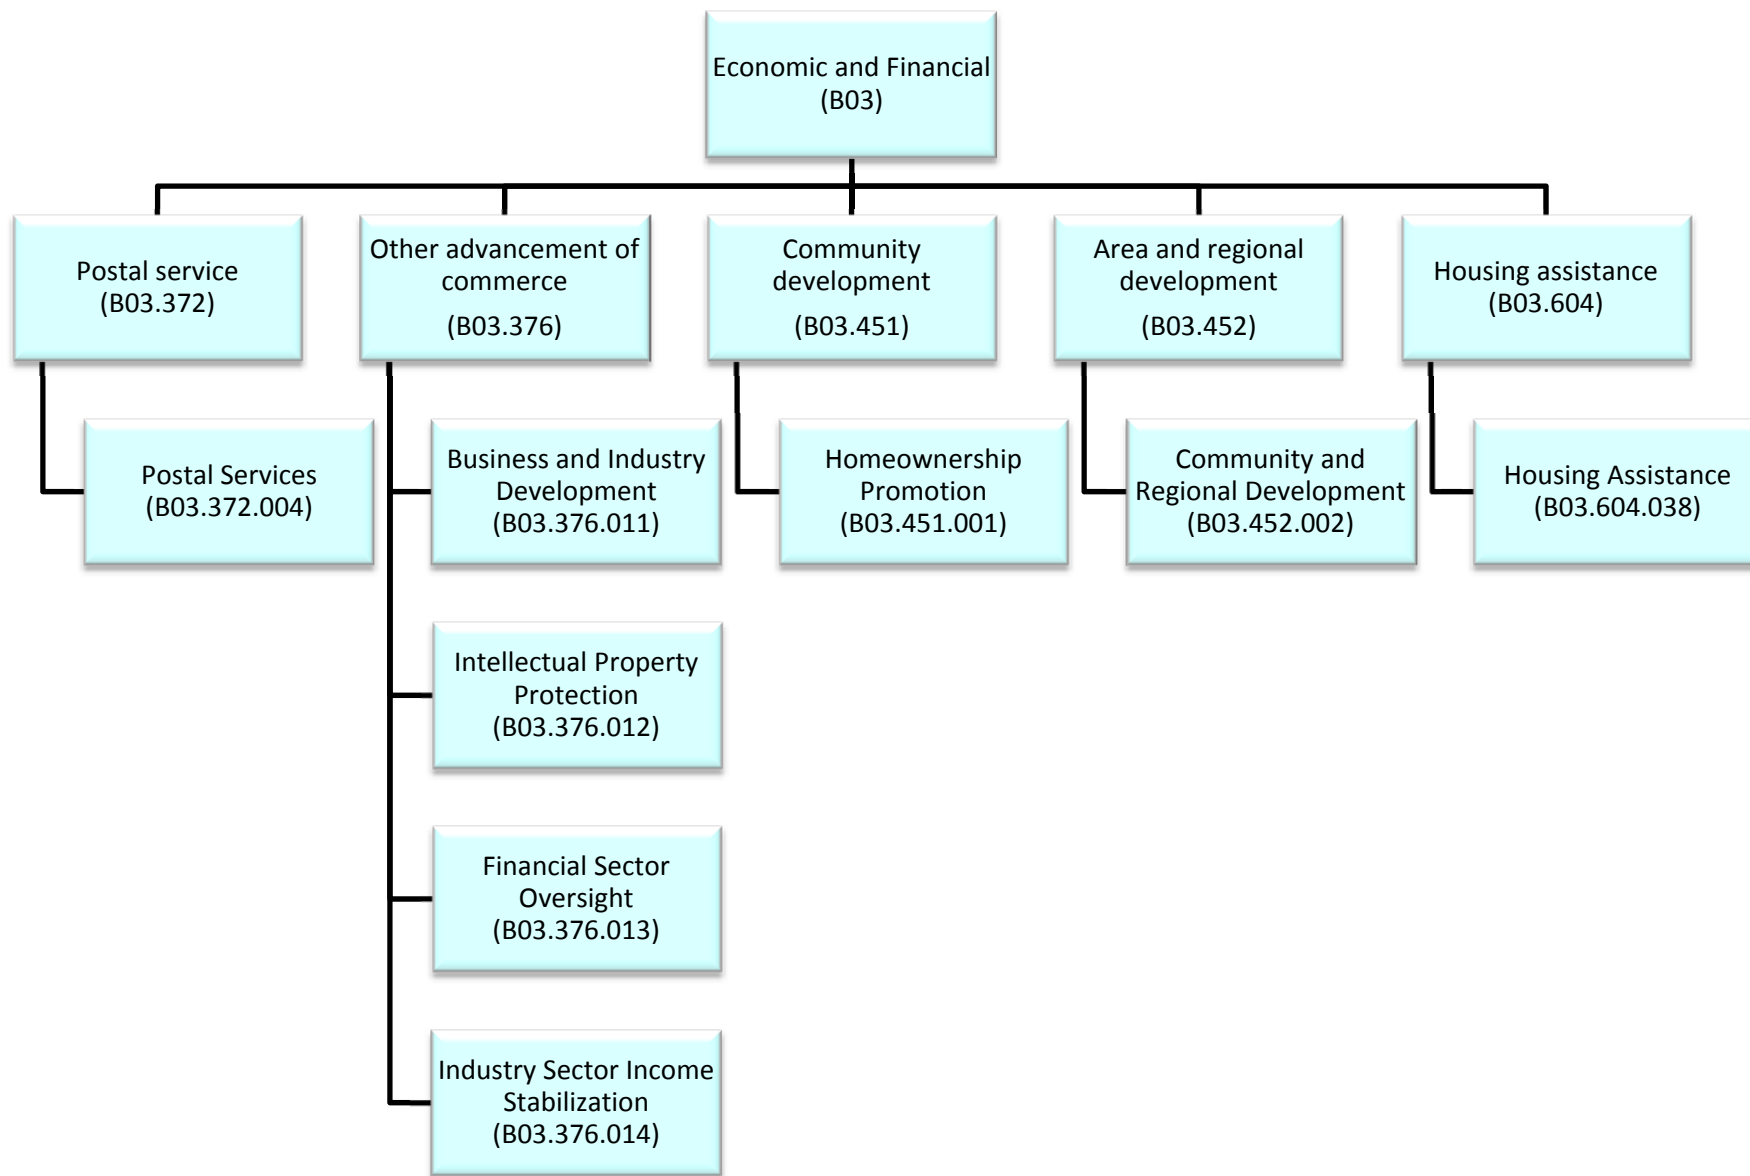 Economic and Financial
(B03)
Postal service
(B03.372)
Other advancement of
commerce
(B03.376)
Community
development
(B03.451)
Area and regional
development
(B03.452)
Housing assistance
(B03.604)
Postal Services
(B03.372.004)
Business and Industry
Development
(B03.376.011)
Homeownership
Promotion
(B03.451.001)
Community and
Regional Development
(B03.452.002)
Housing Assistance
(B03.604.038)
Intellectual Property
Protection
(B03.376.012)
Financial Sector
Oversight
(B03.376.013)
Industry Sector Income
Stabilization
(B03.376.014)